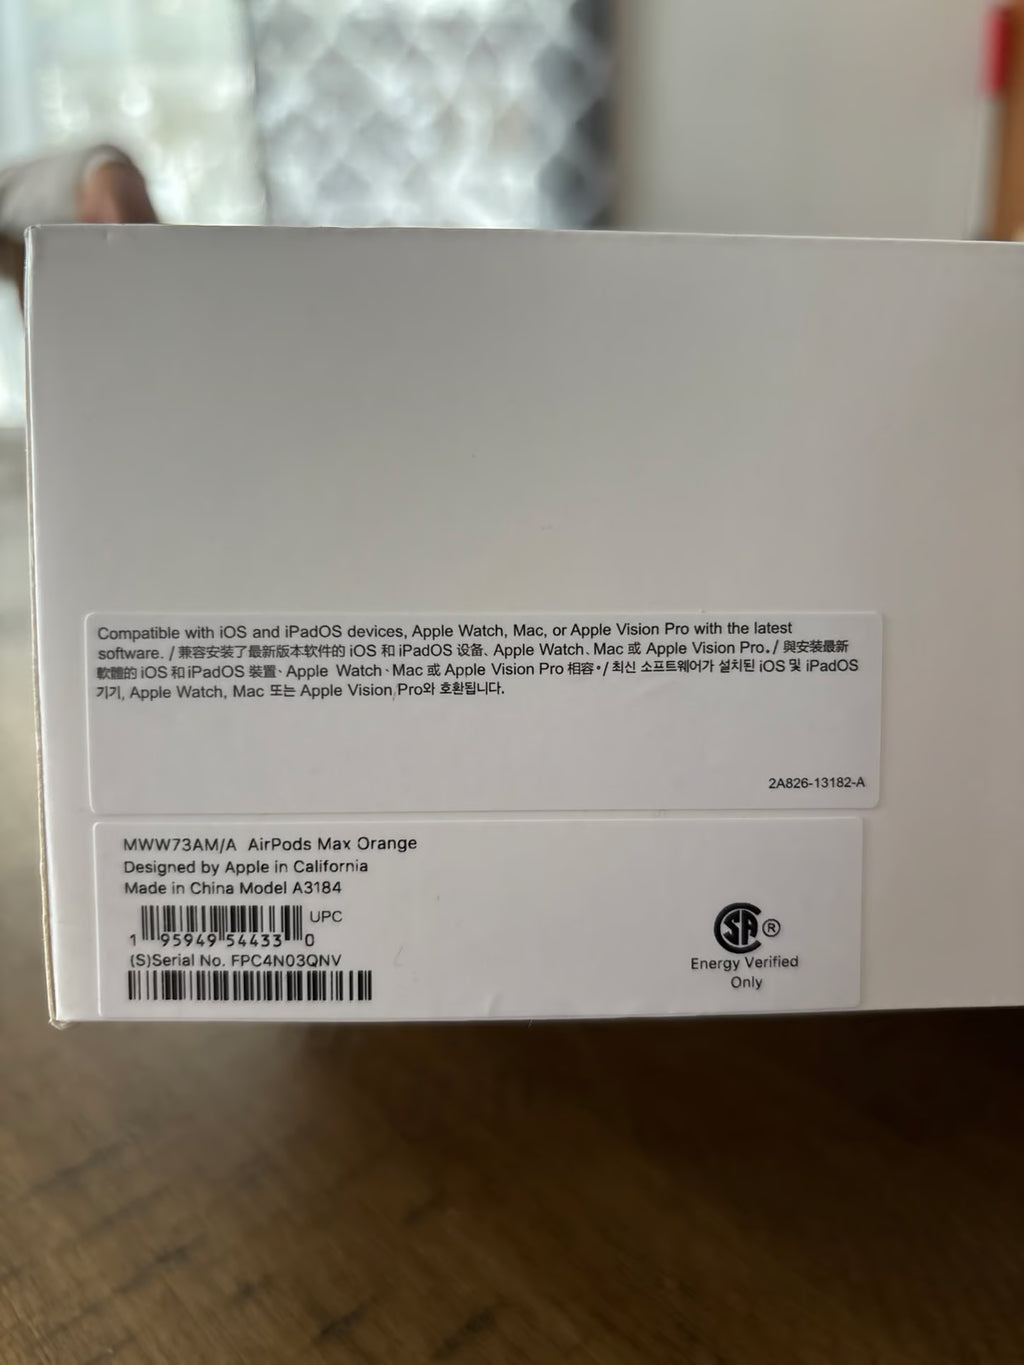 Compatible with iOS and iPadOS devices, Apple Watch, Mac, or Apple Vision Pro with the latest
software. / 兼容安装了最新版本软件的 iOS 和 iPadOS 设备、Apple Watch、Mac 或 Apple Vision Pro。/ 與安裝最新
軟體的 iOS 和 iPadOS 裝置、Apple Watch、Mac 或 Apple Vision Pro 相容。/ 최신 소프트웨어가 설치된 iOS 및 iPadOS
기기, Apple Watch, Mac 또는 Apple Vision Pro와 호환됩니다.
2A826-13182-A
MWW73AM/A AirPods Max Orange
Designed by Apple in California
Made in China Model A3184
UPC
1 95949 54433 0
(S)Serial No. FPC4N03QNV
SA ®
Energy Verified
Only